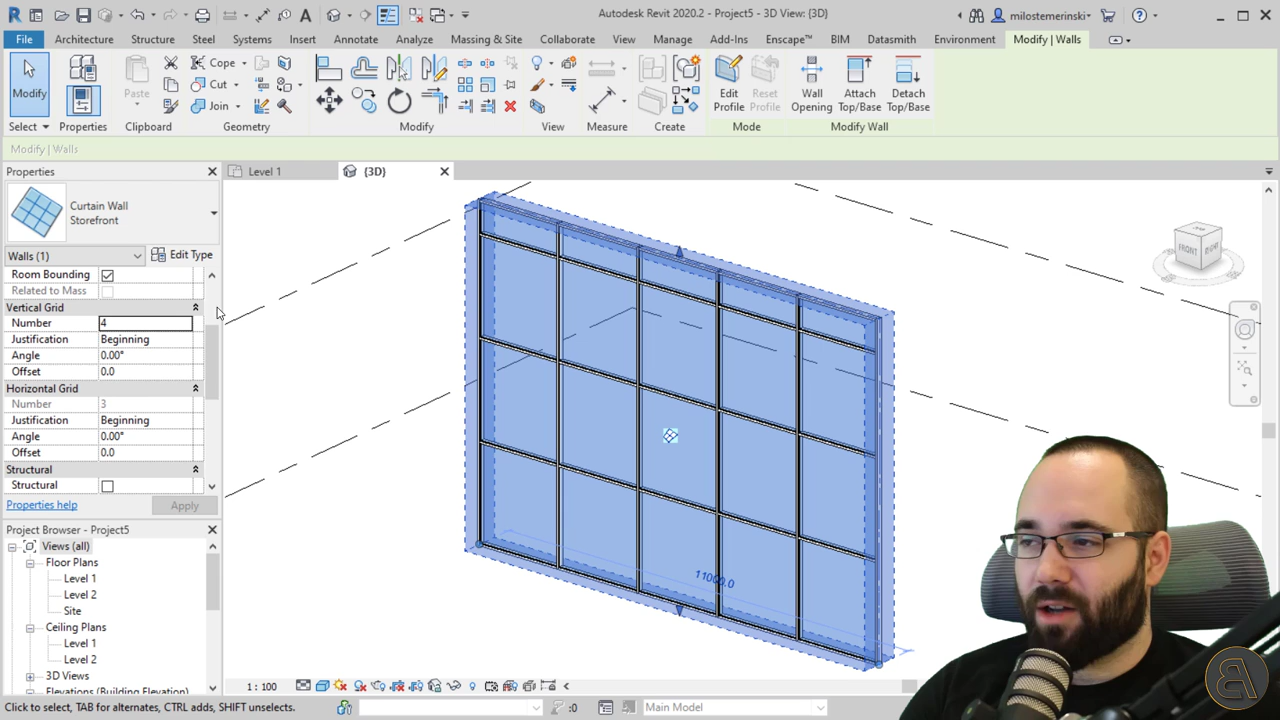 Autodesk Revit 2020.2 - Project5 - 3D View: {3D}
milostemerinski
File Architecture Structure Steel Systems Insert Annotate Analyze Massing & Site Collaborate View Manage Add-Ins Enscape™ BIM Datasmith Environment Modify | Walls
Modify
Paste
Cope
Cut
Join
Edit Profile
Reset Profile
Wall Opening
Attach Top/Base
Detach Top/Base
Select Properties Clipboard Geometry Modify View Measure Create Mode Modify Wall
Modify | Walls
Properties
Level 1
{3D}
Curtain Wall
Storefront
Walls (1)
Edit Type
Room Bounding
Related to Mass
Vertical Grid
Number 4
Justification Beginning
Angle 0.00°
Offset 0.0
Horizontal Grid
Number 3
Justification Beginning
Angle 0.00°
Offset 0.0
Structural
Structural
Properties help
Apply
Project Browser - Project5
Views (all)
Floor Plans
Level 1
Level 2
Site
Ceiling Plans
Level 1
Level 2
3D Views
Elevations (Building Elevation)
11000.0
FRONT
RIGHT
1 : 100
Click to select, TAB for alternates, CTRL adds, SHIFT unselects.
:0
Main Model